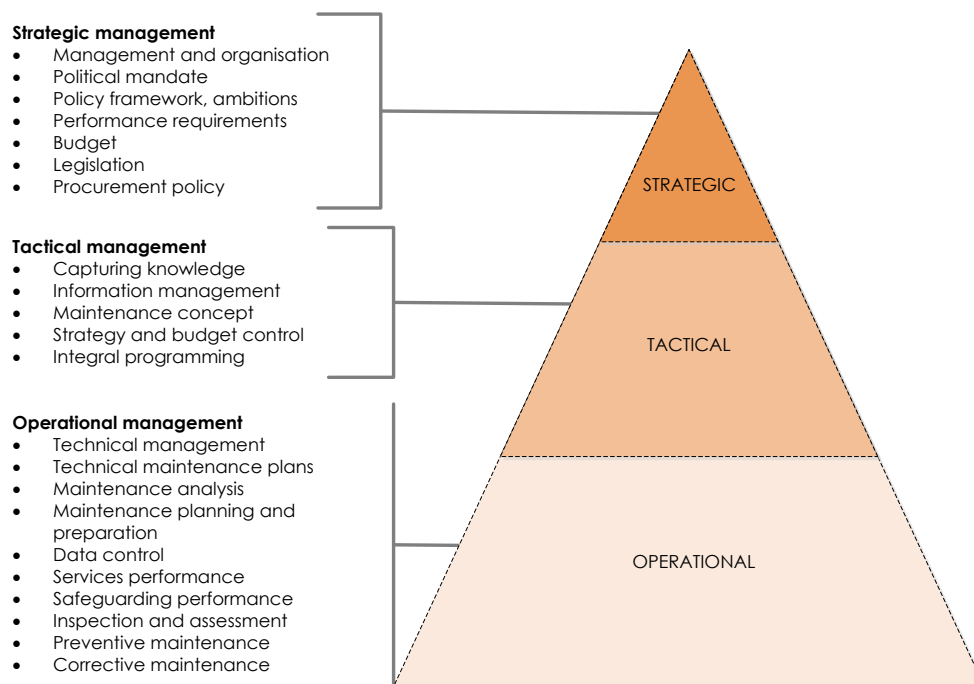 Strategic management
• Management and organisation
• Political mandate
• Policy framework, ambitions
• Performance requirements
• Budget
• Legislation
• Procurement policy
Tactical management
• Capturing knowledge
• Information management
• Maintenance concept
• Strategy and budget control
• Integral programming
Operational management
• Technical management
• Technical maintenance plans
• Maintenance analysis
• Maintenance planning and
preparation
• Data control
• Services performance
• Safeguarding performance
• Inspection and assessment
• Preventive maintenance
• Corrective maintenance
STRATEGIC
TACTICAL
OPERATIONAL